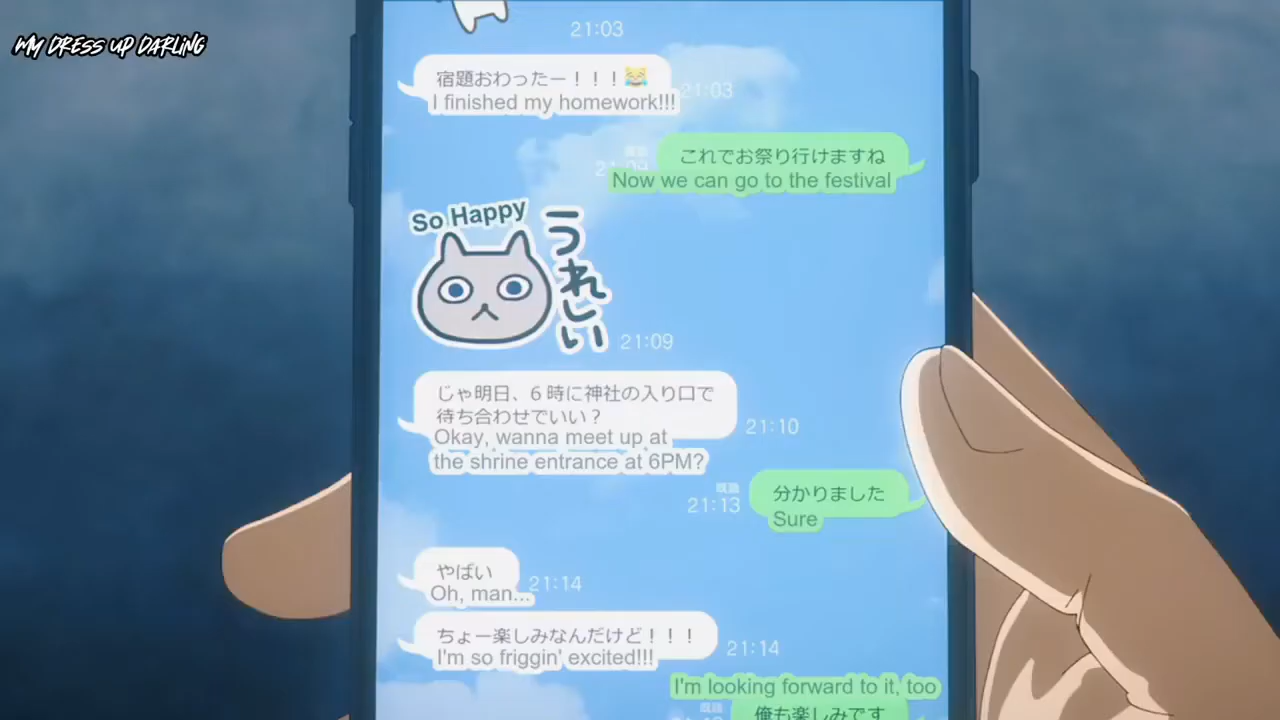 MY DRESS UP DARLING
21:03
宿題おわったー！！！
I finished my homework!!!
21:03
これでお祭り行けますね
既読
21:09
Now we can go to the festival
So Happy
うれしい
21:09
じゃ明日、６時に神社の入り口で
待ち合わせでいい？
21:10
Okay, wanna meet up at
the shrine entrance at 6PM?
既読
21:13
分かりました
Sure
やばい
21:14
Oh, man...
ちょー楽しみなんだけど！！！
21:14
I'm so friggin' excited!!!
I'm looking forward to it, too
既読
俺も楽しみです